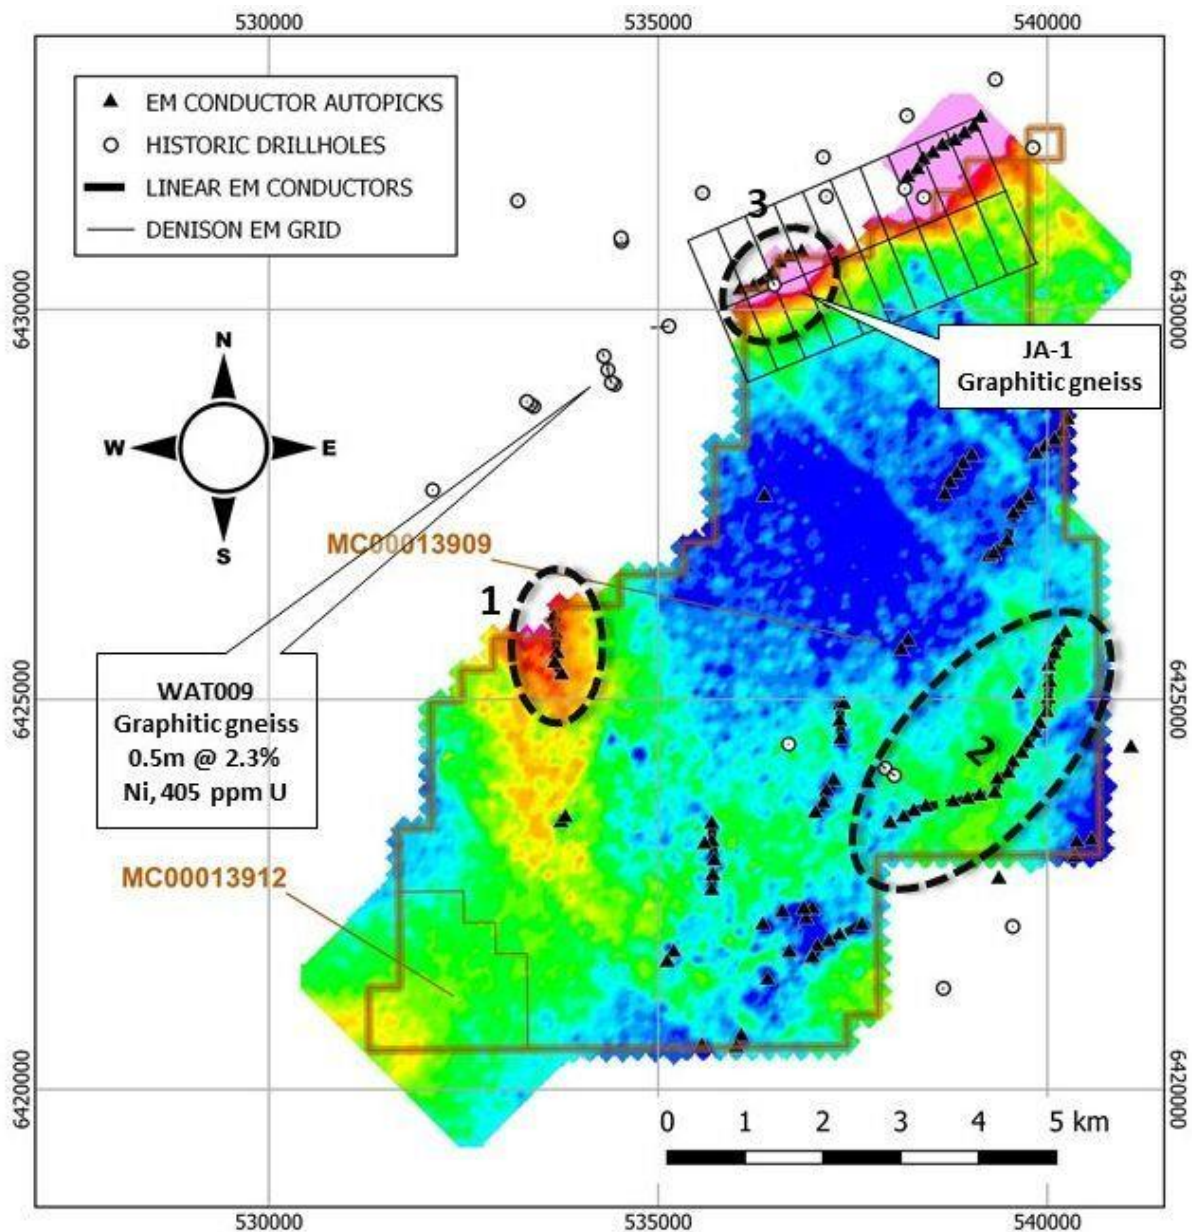 530000
535000
540000
EM CONDUCTOR AUTOPICKS
HISTORIC DRILLHOLES
LINEAR EM CONDUCTORS
DENISON EM GRID
3
6430000
6430000
JA-1
Graphitic gneiss
N
W
E
S
MC00013909
1
WAT009
Graphitic gneiss
0.5m @ 2.3%
Ni, 405 ppm U
6425000
6425000
2
MC00013912
6420000
6420000
0 1 2 3 4 5 km
530000
535000
540000